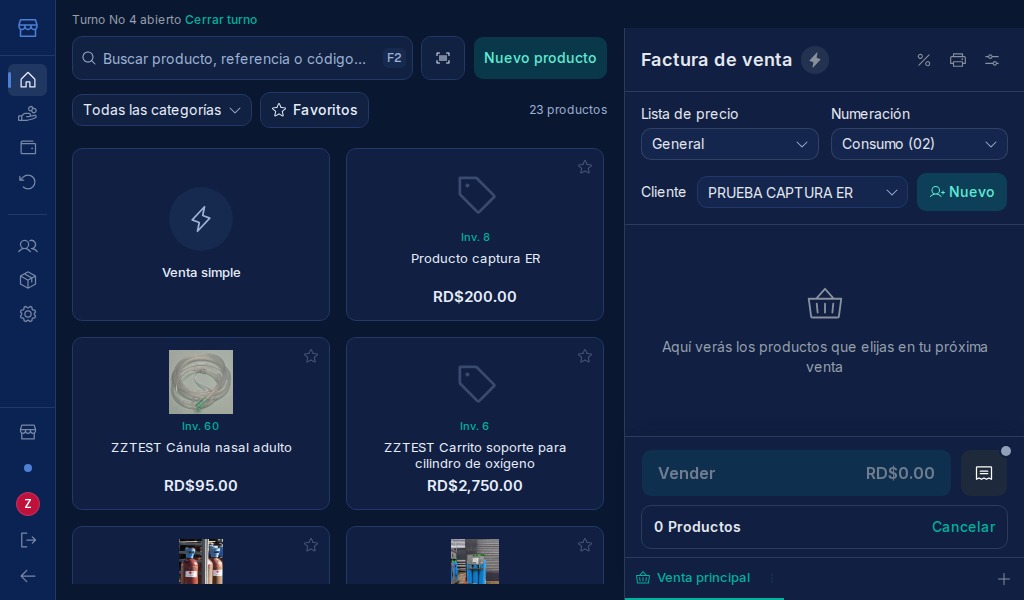 Turno No 4 abierto Cerrar turno
Buscar producto, referencia o código... F2
Nuevo producto
Todas las categorías
Favoritos
23 productos
Venta simple
Inv. 8
Producto captura ER
RD$200.00
Inv. 60
ZZTEST Cánula nasal adulto
RD$95.00
Inv. 6
ZZTEST Carrito soporte para
cilindro de oxígeno
RD$2,750.00
Z
Factura de venta
Lista de precio
General
Numeración
Consumo (02)
Cliente
PRUEBA CAPTURA ER
Nuevo
Aquí verás los productos que elijas en tu próxima
venta
Vender RD$0.00
0 Productos
Cancelar
Venta principal